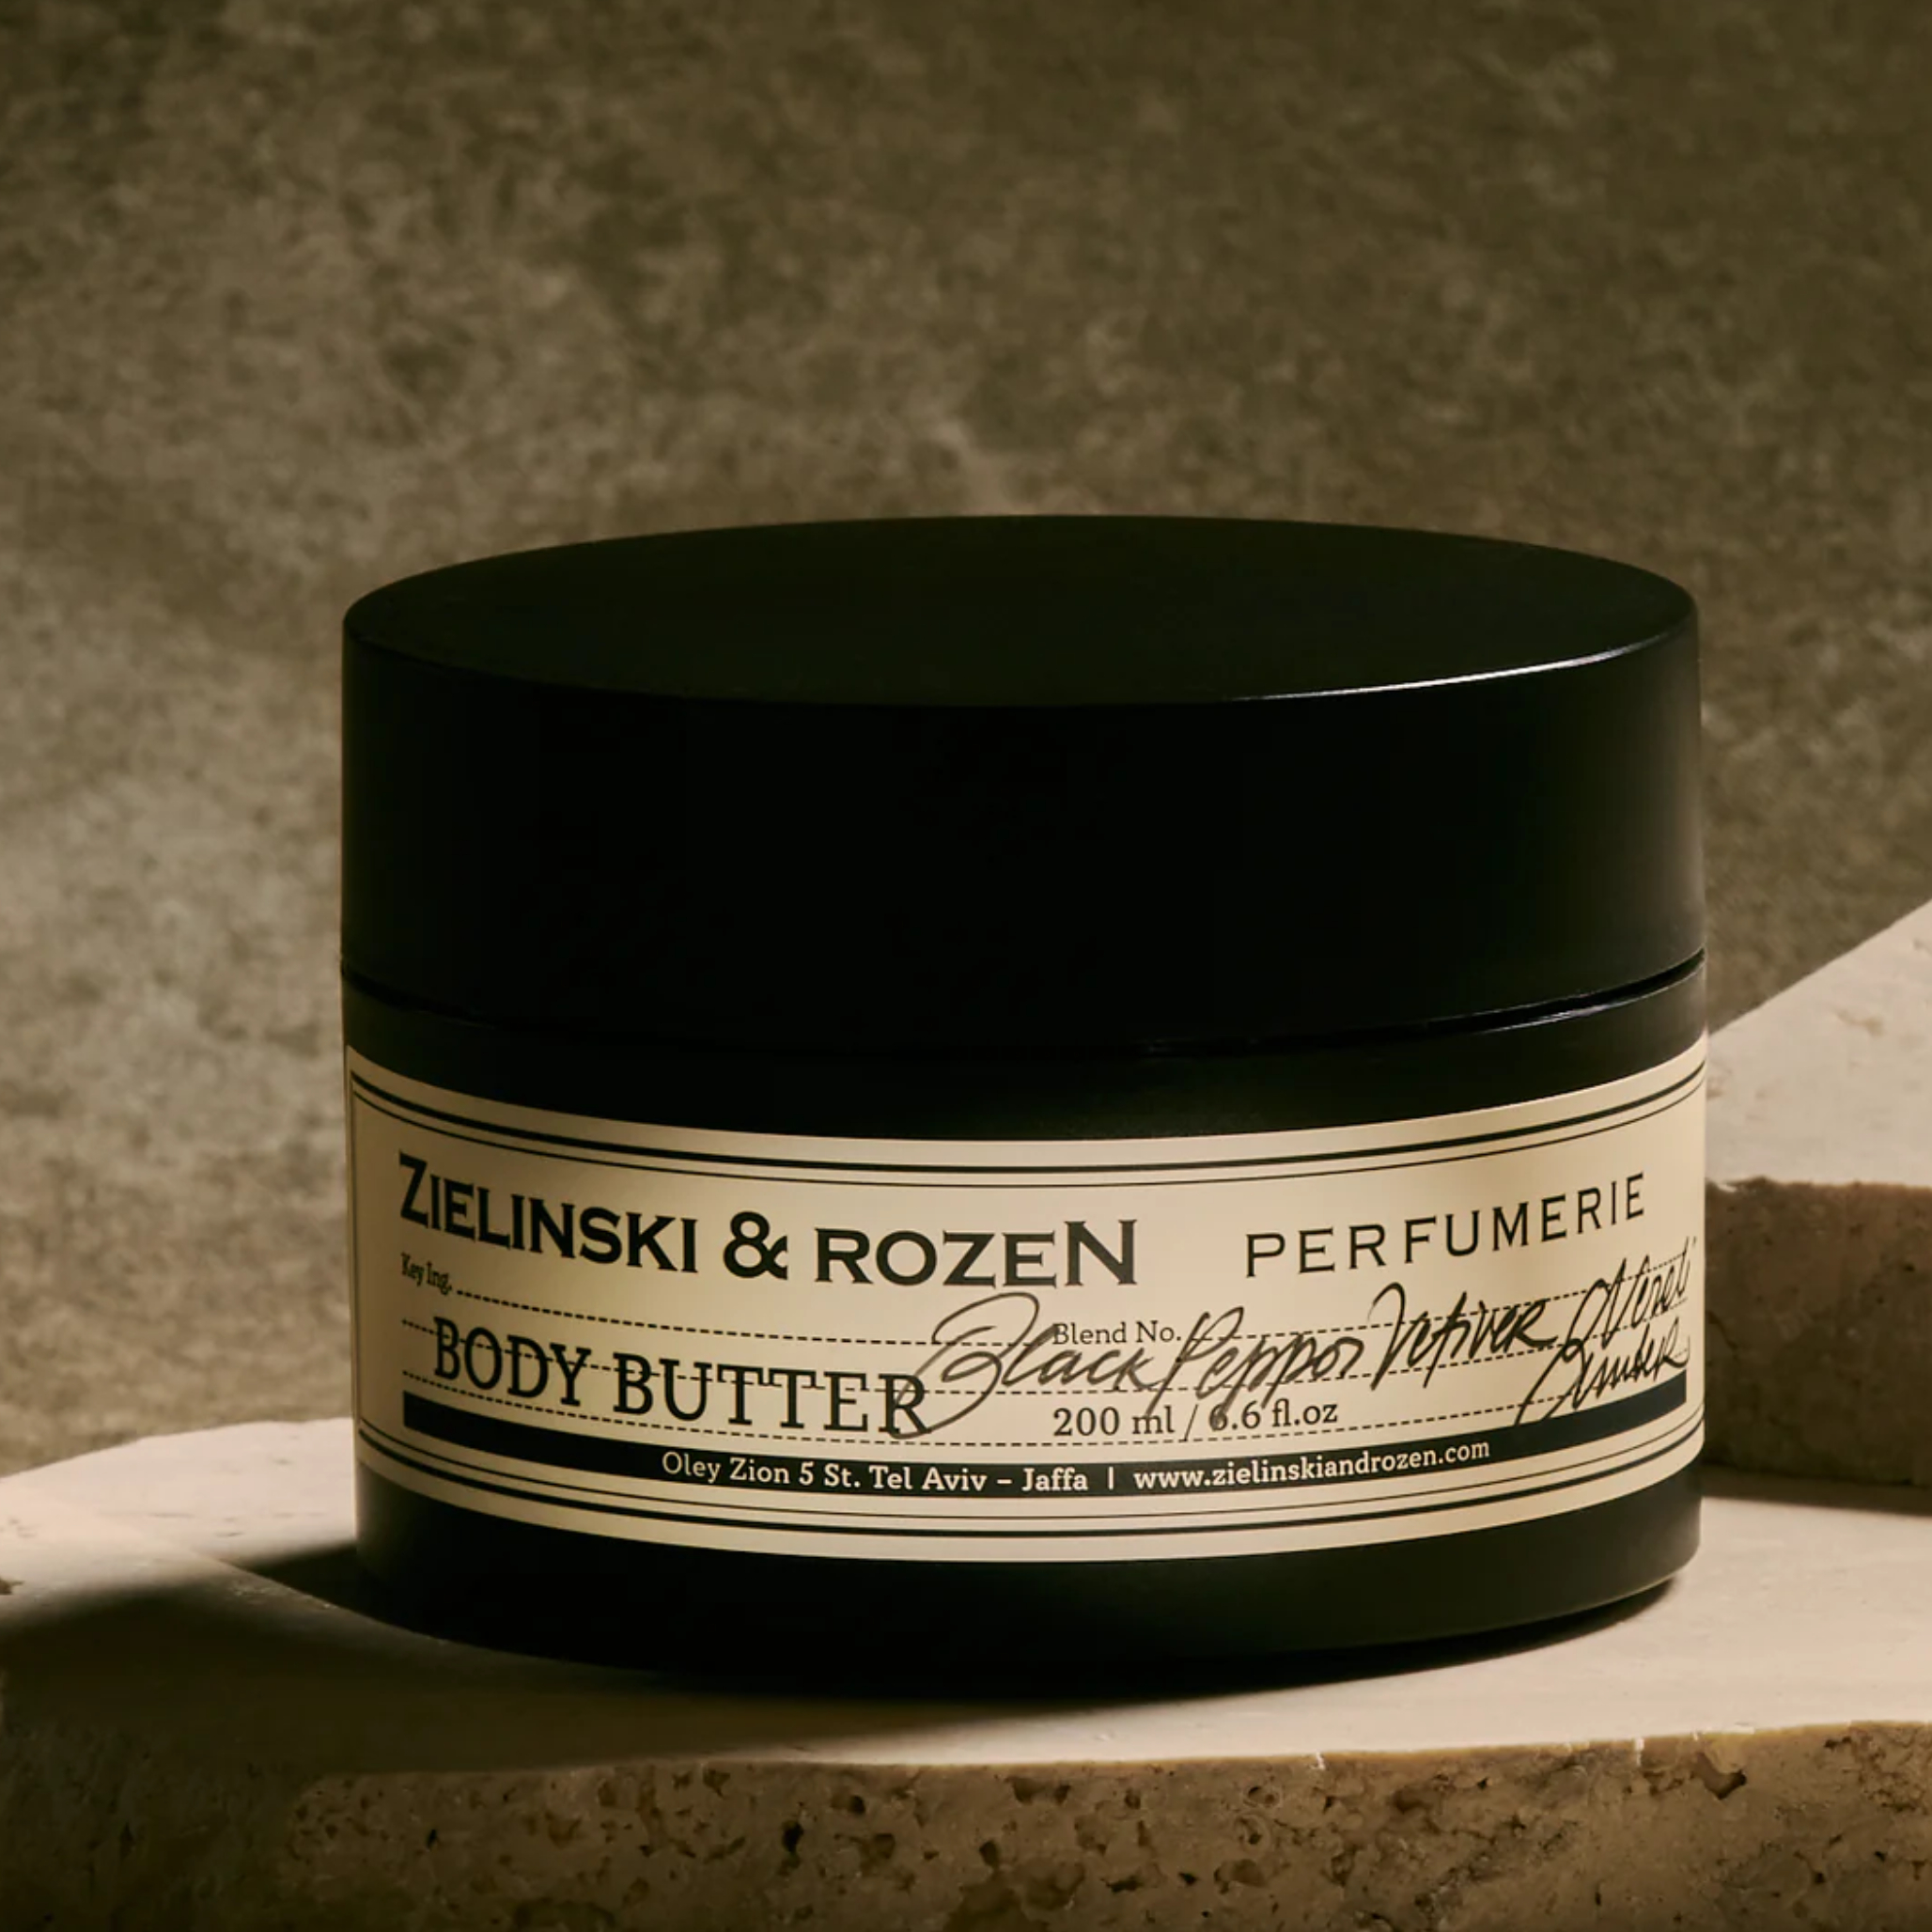 ZIELINSKI & ROZEN PERFUMERIE
Key Ing.
Blend No.
Black Pepper Vetiver Neroli
Amber
BODY BUTTER
200 ml / 6.6 fl.oz
Oley Zion 5 St. Tel Aviv – Jaffa | www.zielinskiandrozen.com